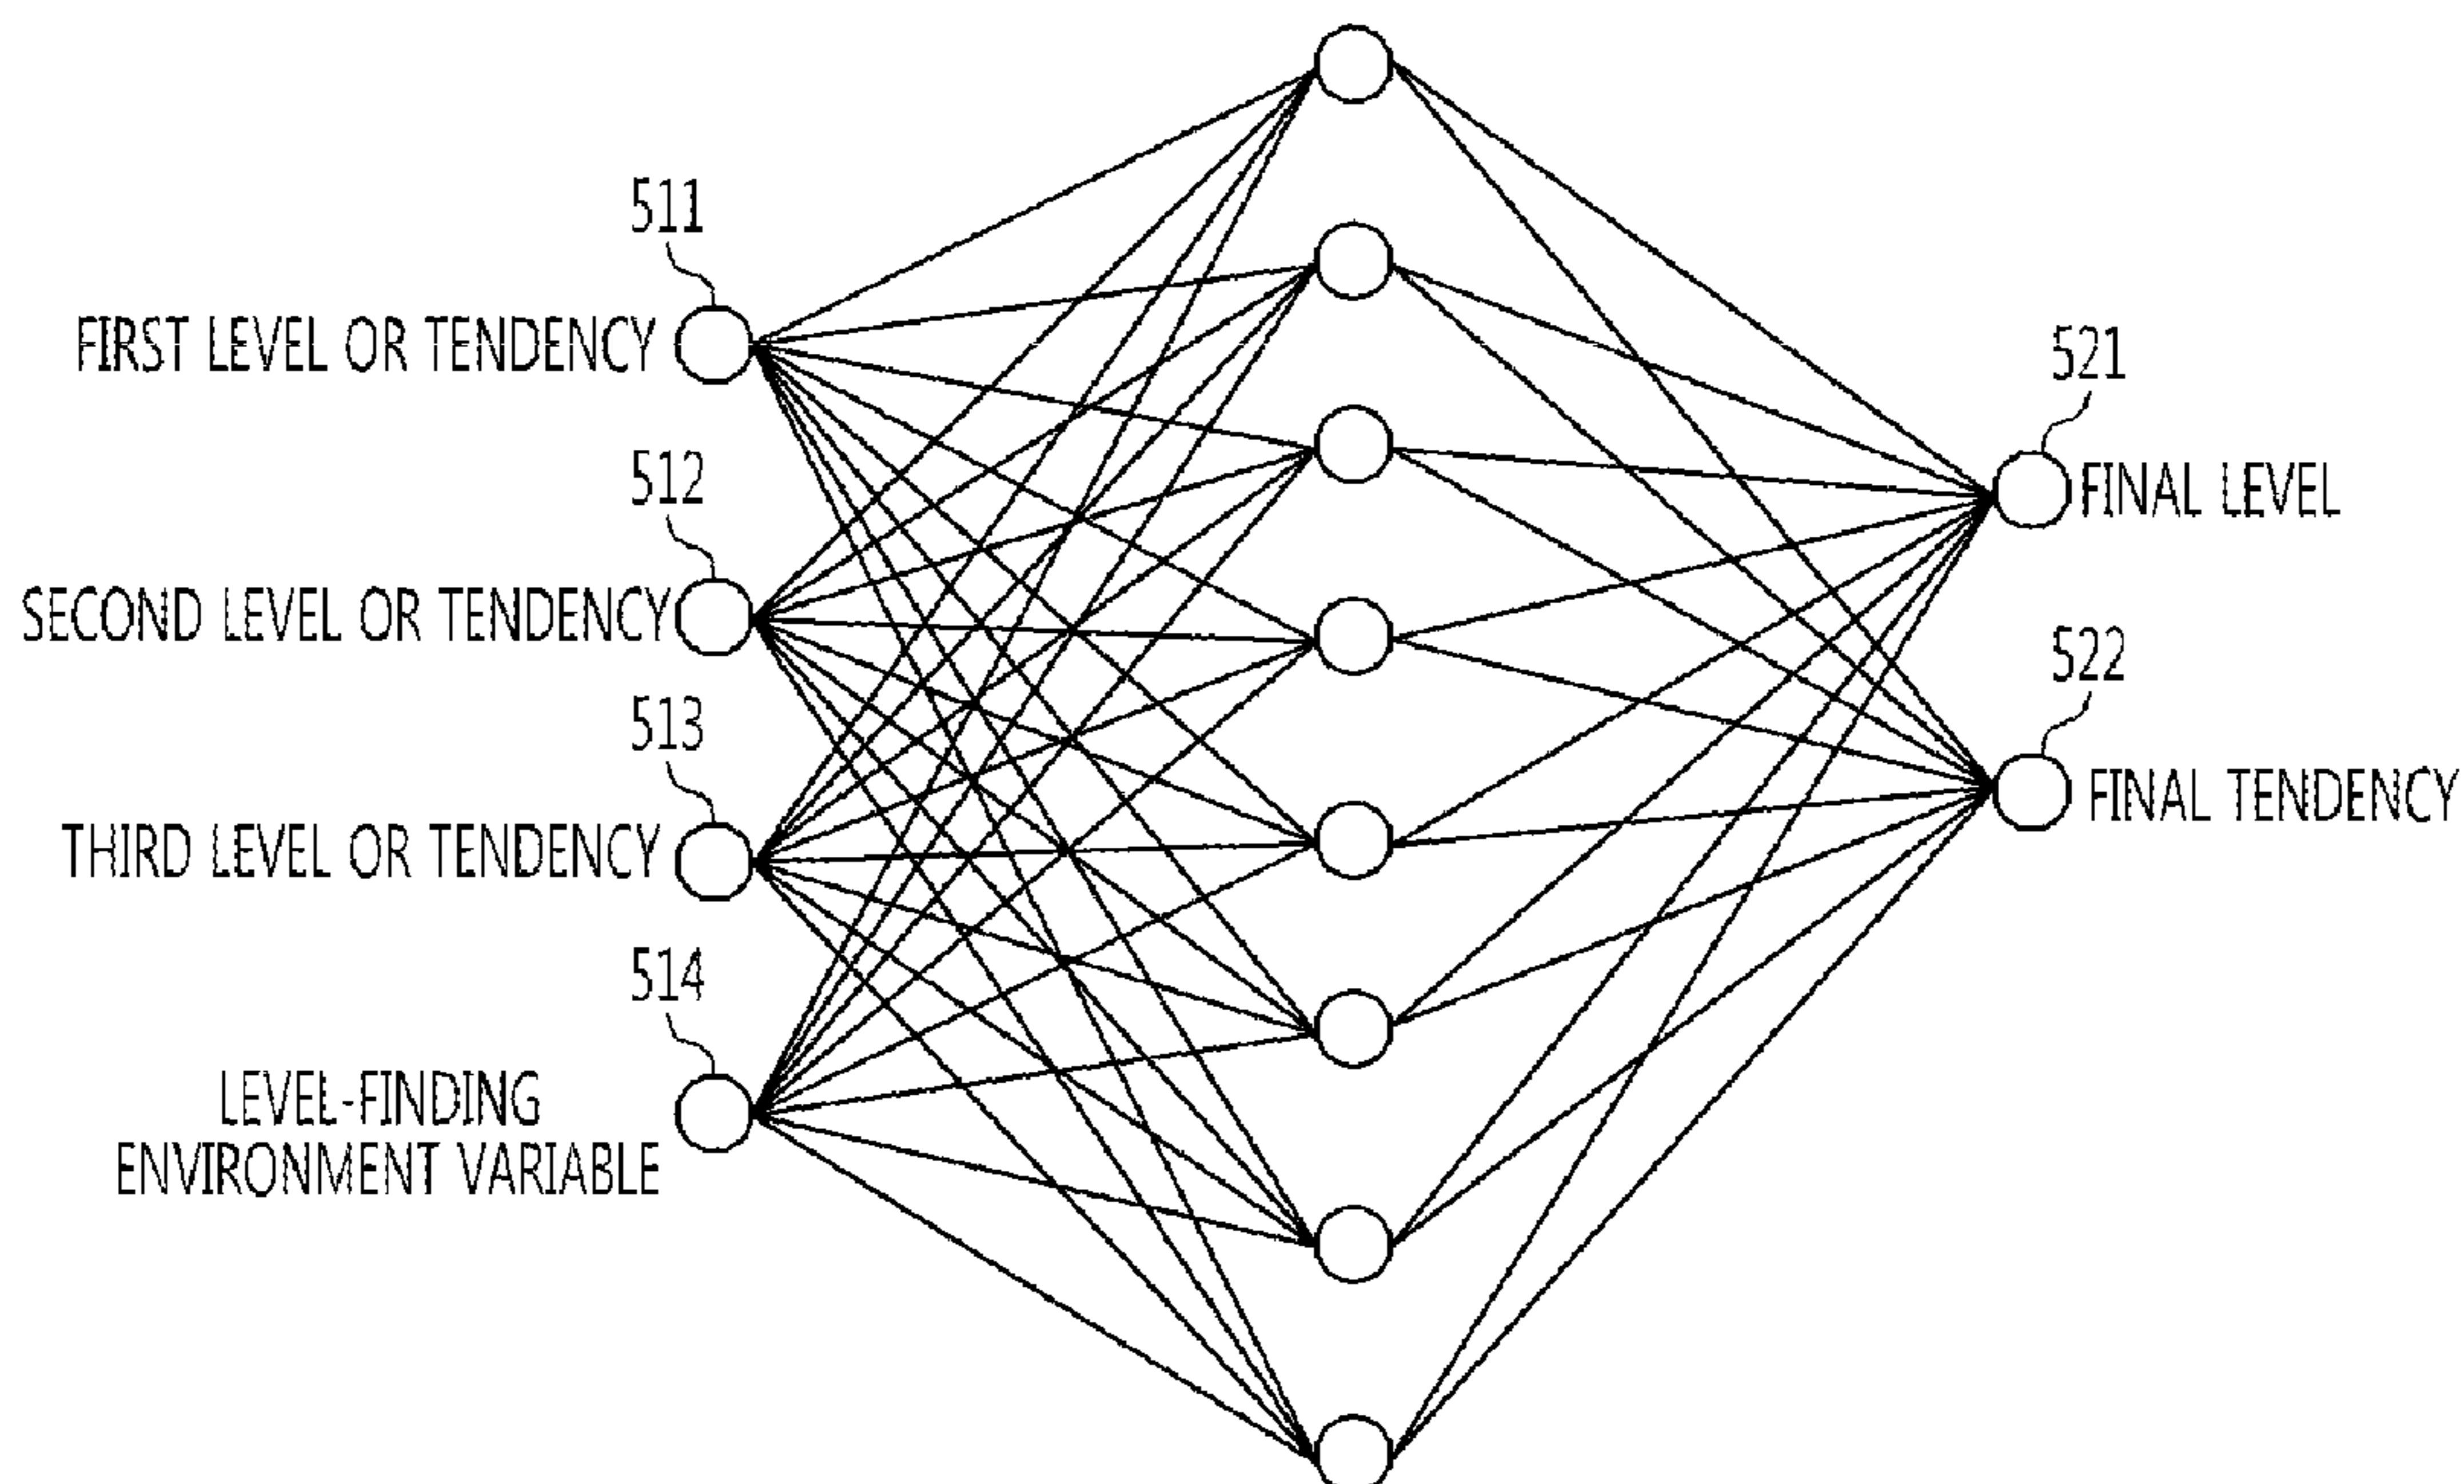 511
FIRST LEVEL OR TENDENCY
512
SECOND LEVEL OR TENDENCY
513
THIRD LEVEL OR TENDENCY
514
LEVEL-FINDING
ENVIRONMENT VARIABLE
521
FINAL LEVEL
522
FINAL TENDENCY